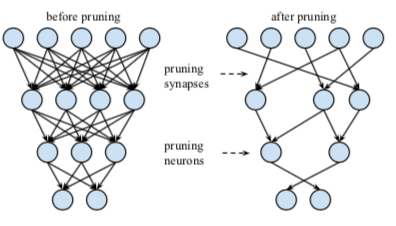 before pruning
after pruning
pruning
synapses
pruning
neurons